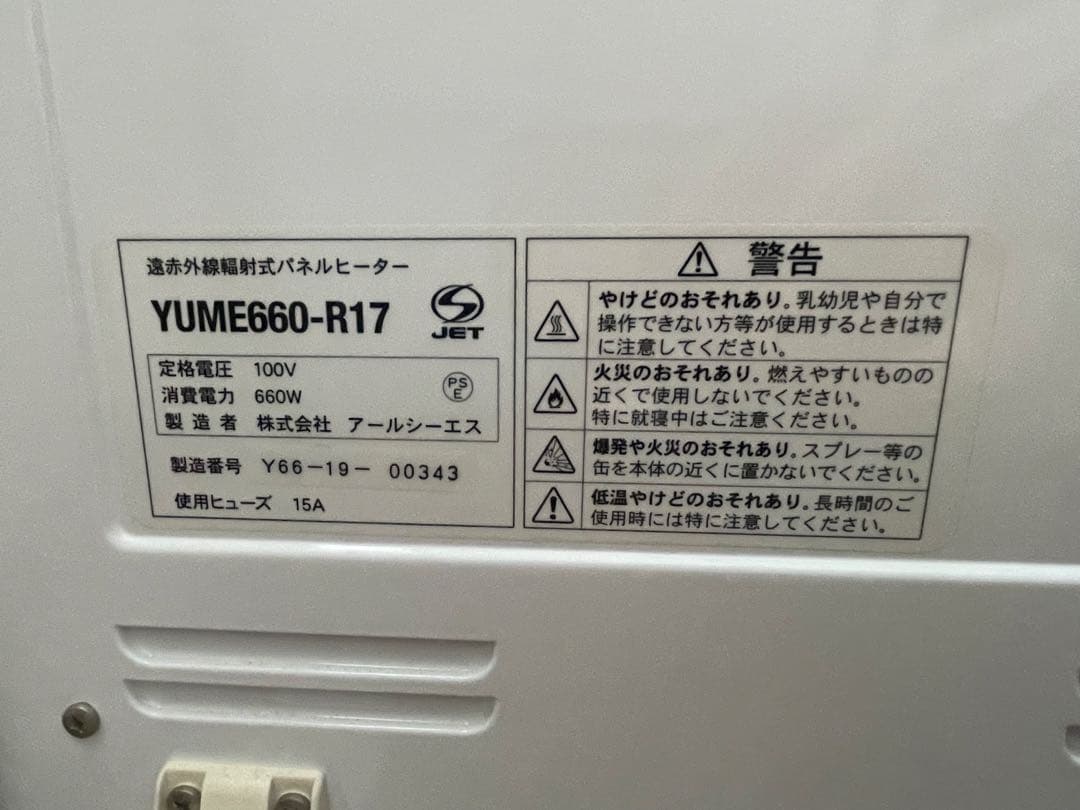 遠赤外線輻射式パネルヒーター
YUME660-R17
JET
定格電圧 100V
消費電力 660W
PS
E
製造者 株式会社 アールシーエス
製造番号 Y66-19- 00343
使用ヒューズ 15A
警告
やけどのおそれあり。乳幼児や自分で
操作できない方等が使用するときは特
に注意してください。
火災のおそれあり。燃えやすいものの
近くで使用しないでください。
特に就寝中はご注意ください。
爆発や火災のおそれあり。スプレー等の
缶を本体の近くに置かないでください。
低温やけどのおそれあり。長時間のご
使用時には特に注意してください。